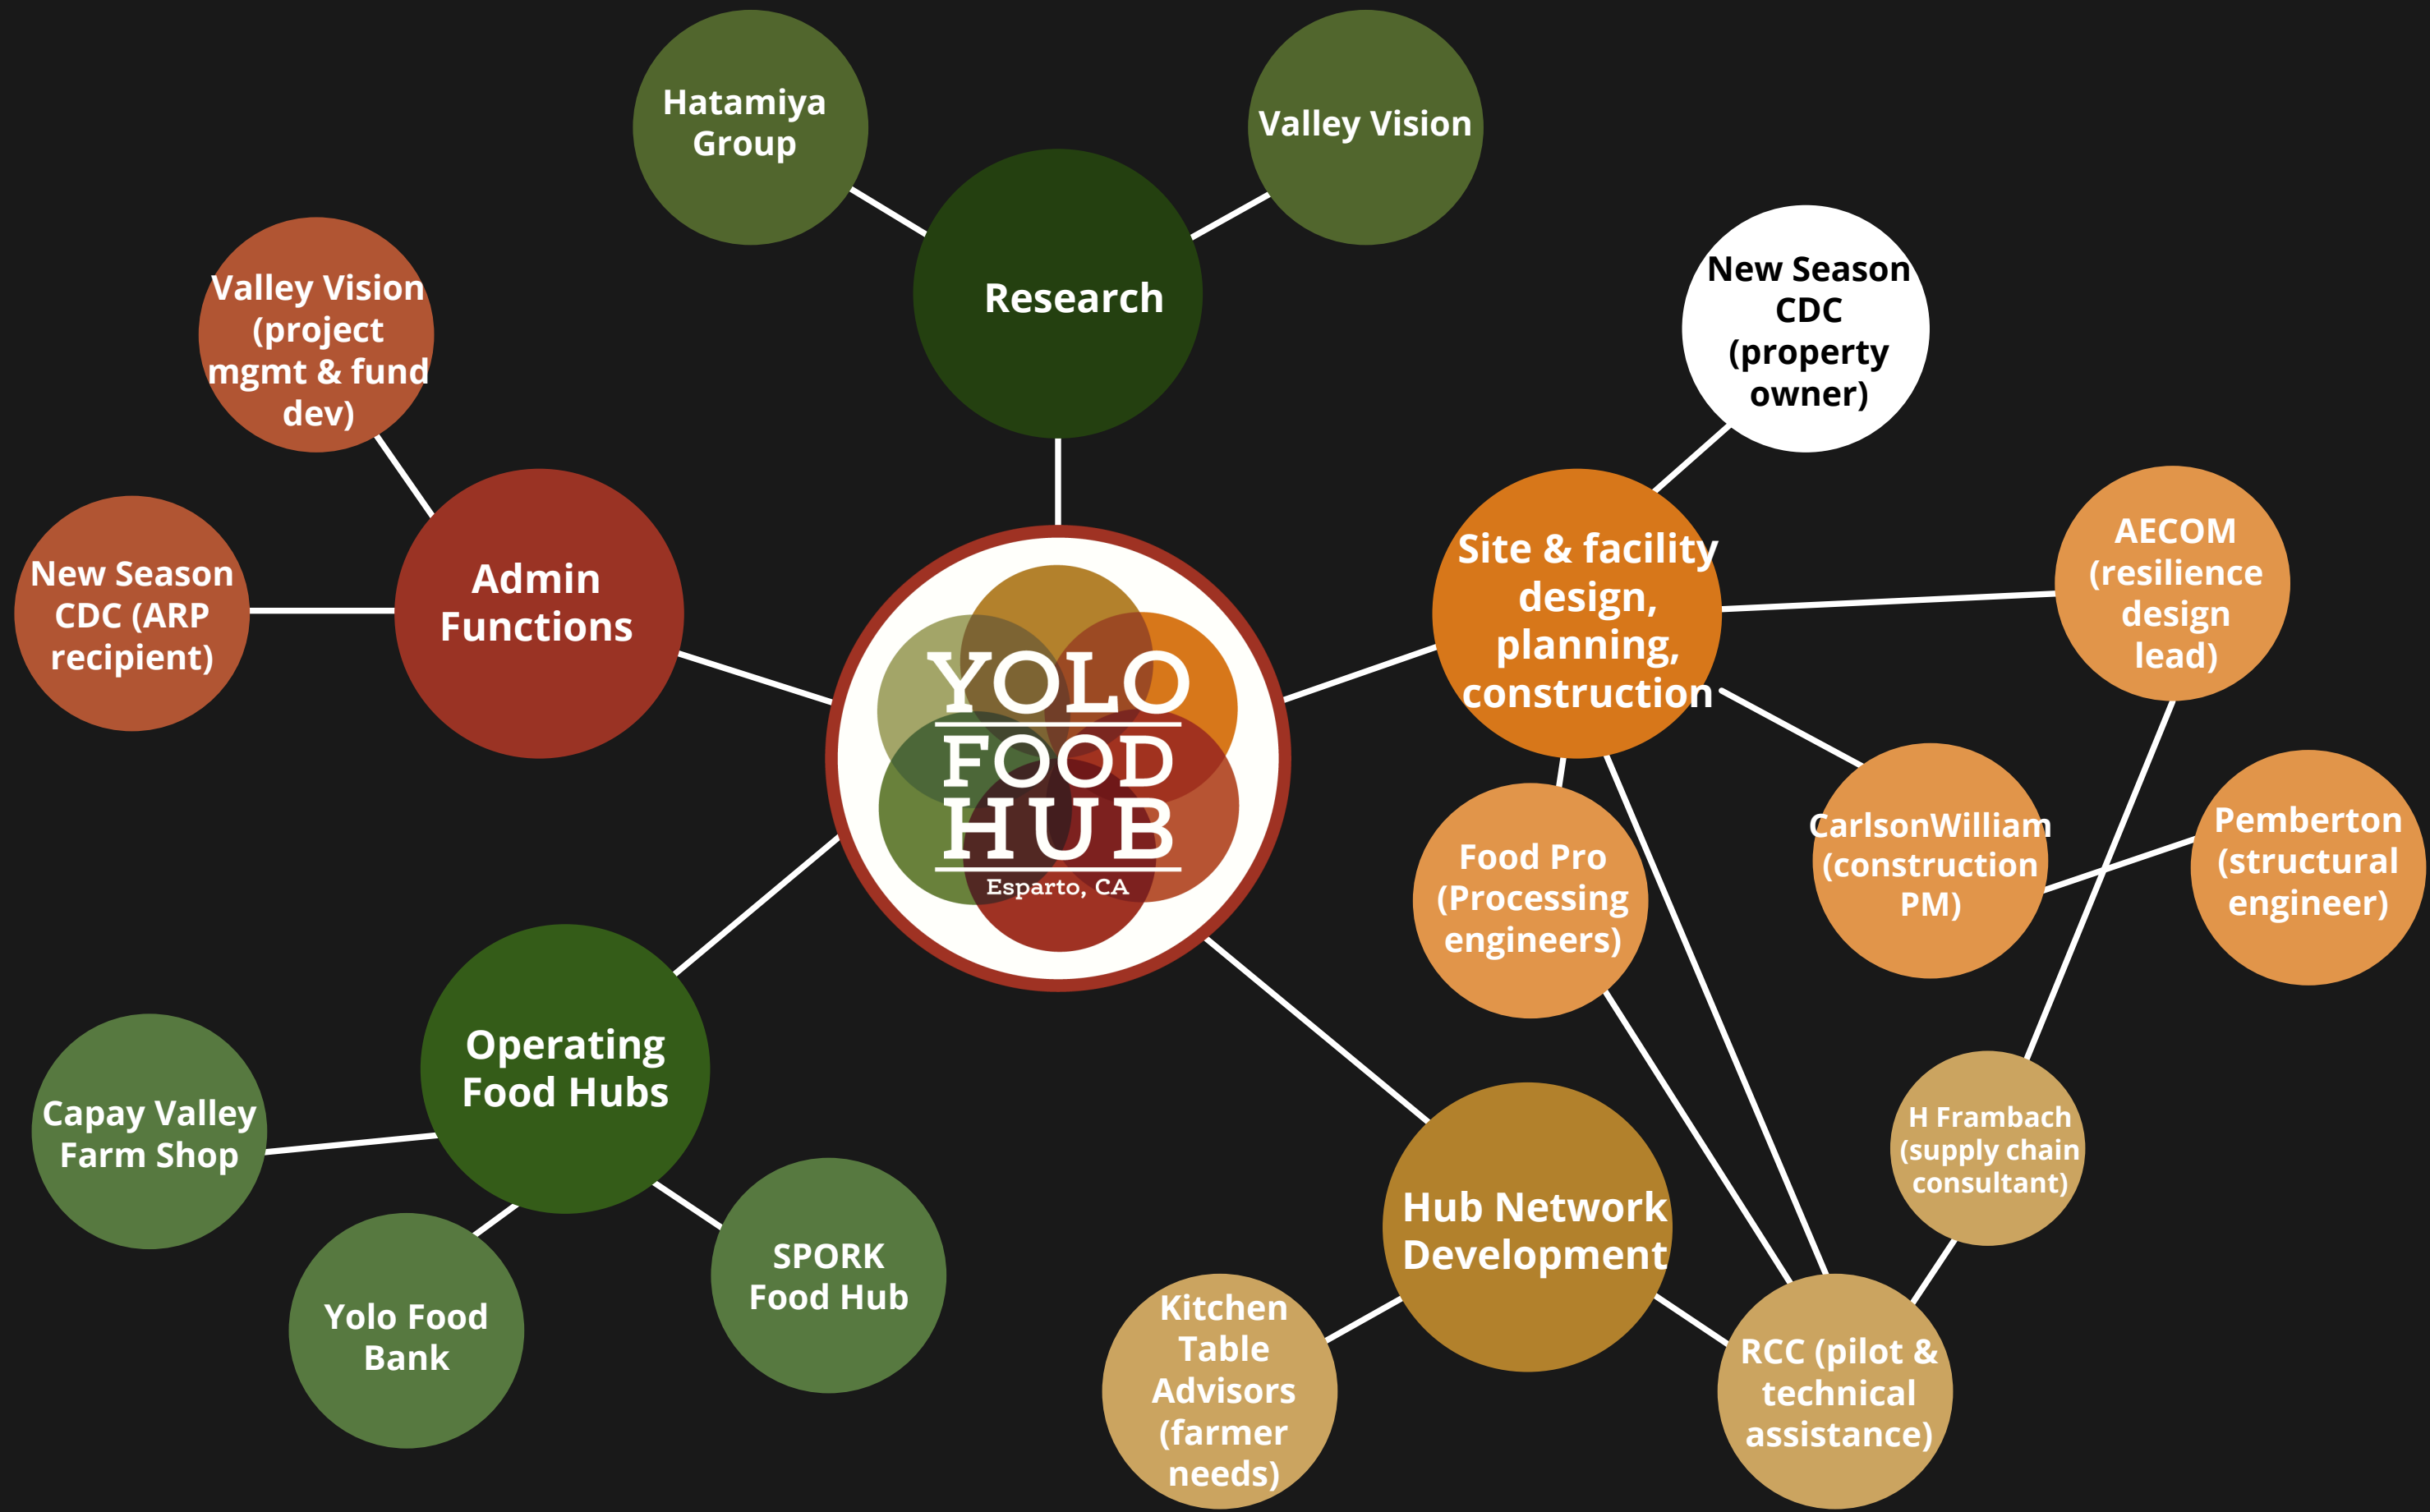 Hatamiya
Group
Valley Vision
Research
Valley Vision
(project
mgmt & fund
dev)
New Season
CDC
(property
owner)
New Season
CDC (ARP
recipient)
Admin
Functions
Site & facility
design,
planning,
construction
AECOM
(resilience
design
lead)
YOLO
FOOD
HUB
Esparto, CA
Food Pro
(Processing
engineers)
CarlsonWilliam
(construction
PM)
Pemberton
(structural
engineer)
Operating
Food Hubs
Capay Valley
Farm Shop
Yolo Food
Bank
SPORK
Food Hub
Hub Network
Development
H Frambach
(supply chain
consultant)
Kitchen
Table
Advisors
(farmer
needs)
RCC (pilot &
technical
assistance)